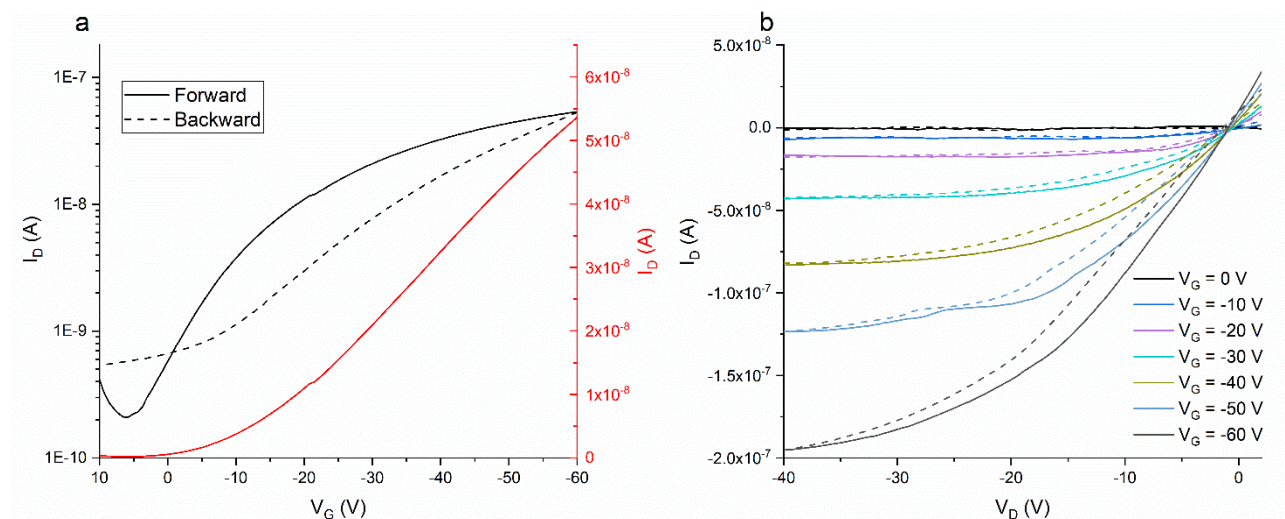 a
b
Forward
Backward
1E-7
1E-8
1E-9
1E-10
I_D (A)
6x10⁻⁸
5x10⁻⁸
4x10⁻⁸
3x10⁻⁸
2x10⁻⁸
1x10⁻⁸
0
I_D (A)
10 0 -10 -20 -30 -40 -50 -60
V_G (V)
5.0x10⁻⁸
0.0
-5.0x10⁻⁸
-1.0x10⁻⁷
-1.5x10⁻⁷
-2.0x10⁻⁷
I_D (A)
V_G = 0 V
V_G = -10 V
V_G = -20 V
V_G = -30 V
V_G = -40 V
V_G = -50 V
V_G = -60 V
-40 -30 -20 -10 0
V_D (V)